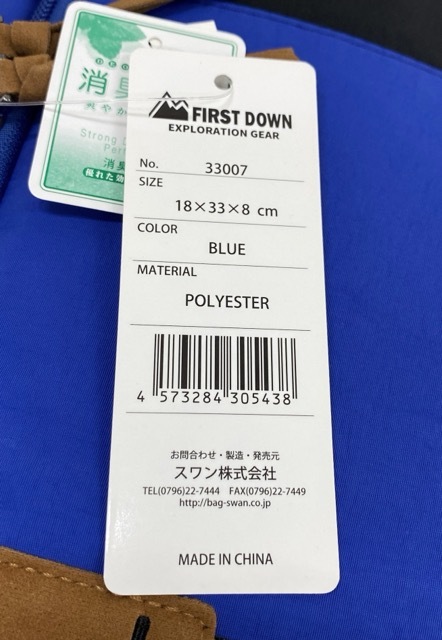 消臭
爽やか
Strong
消臭
優れた効
FIRST DOWN
EXPLORATION GEAR
No. 33007
SIZE
18×33×8 cm
COLOR
BLUE
MATERIAL
POLYESTER
4 573284 305438
お問合わせ・製造・発売元
スワン株式会社
TEL(0796)22-7444 FAX(0796)22-7449
http://bag-swan.co.jp
MADE IN CHINA